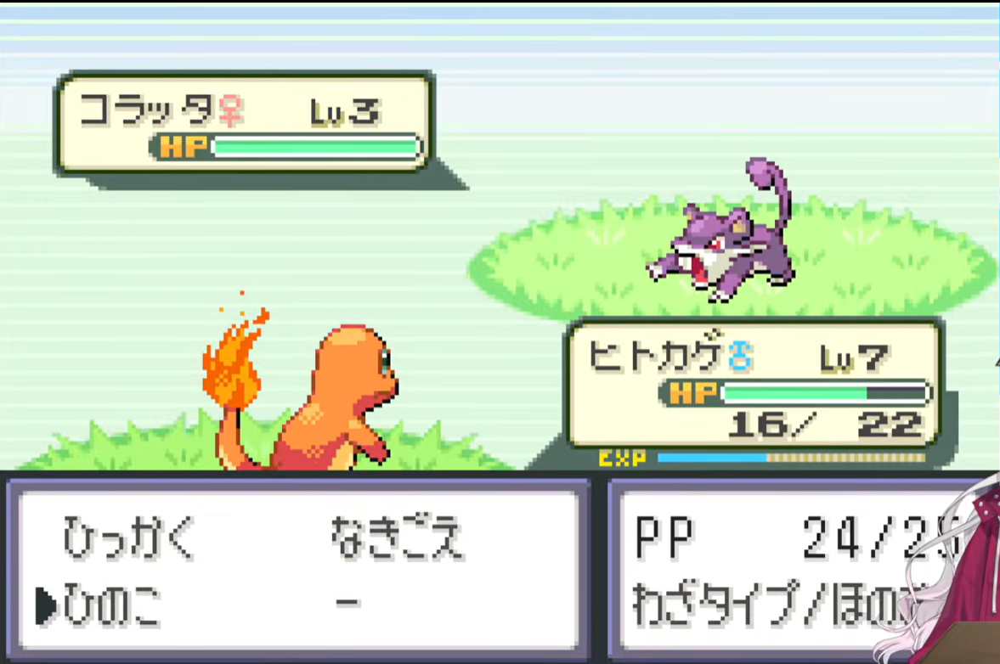 コラッタ♀ Lv3
HP
ヒトカゲ♂ Lv7
HP
16/ 22
EXP
ひっかく なきごえ
▶ひのこ -
PP 24/25
わざタイプ/ほのお